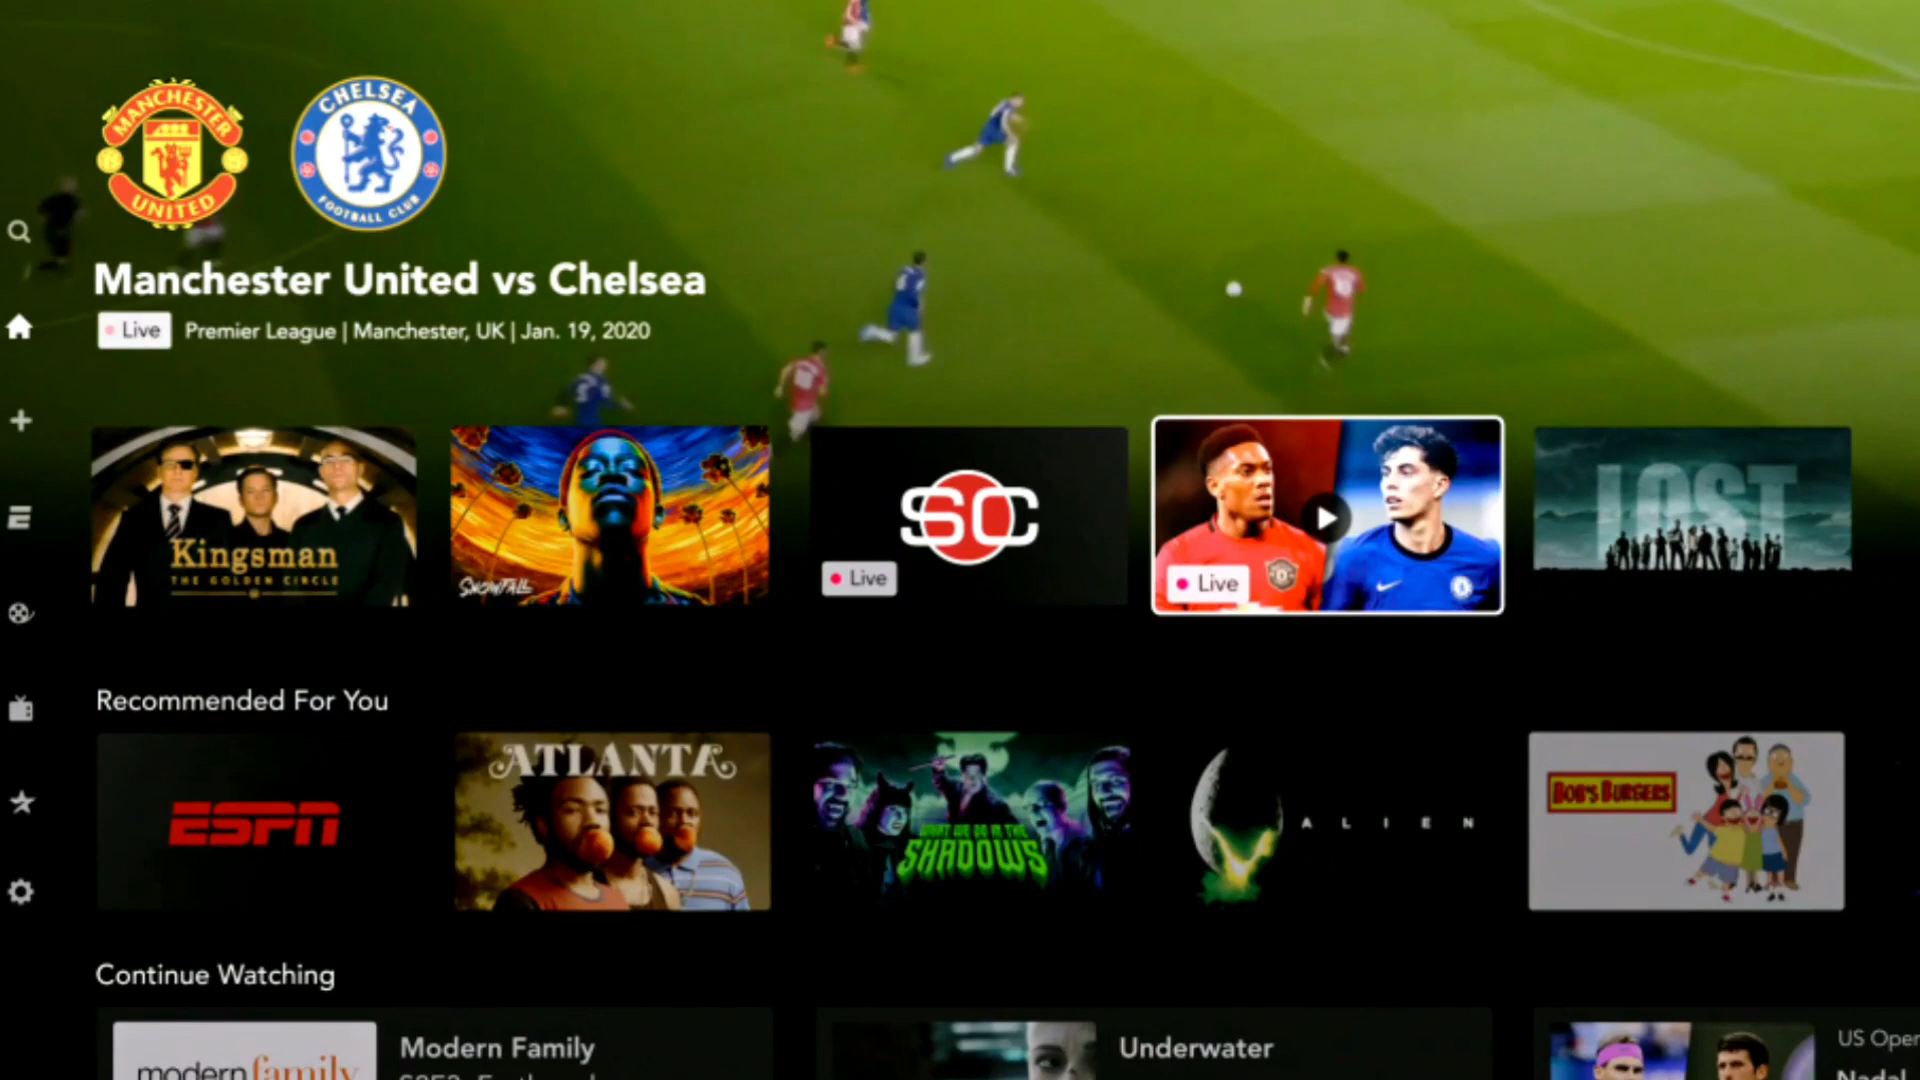 MANCHESTER
UNITED
CHELSEA
FOOTBALL CLUB
Manchester United vs Chelsea
Live
Premier League | Manchester, UK | Jan. 19, 2020
Kingsman
THE GOLDEN CIRCLE
SNOWFALL
SC
Live
Live
LOST
Recommended For You
ESPN
ATLANTA
WHAT WE DO IN THE
SHADOWS
ALIEN
BOB'S BURGERS
Continue Watching
modern family
Modern Family
Underwater
US Open
Nadal